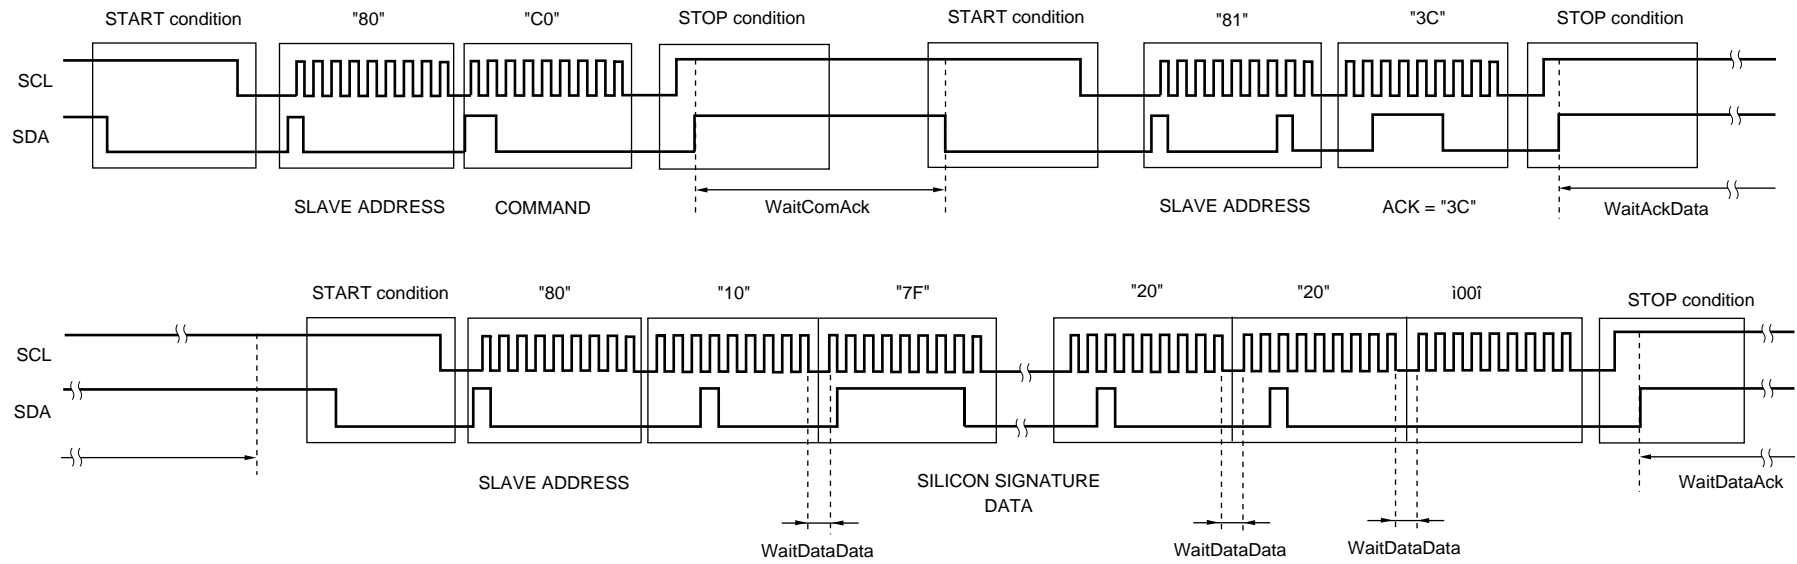 START condition "80" "C0" STOP condition START condition "81" "3C" STOP condition
SCL
SDA
SLAVE ADDRESS COMMAND WaitComAck SLAVE ADDRESS ACK = "3C" WaitAckData
START condition "80" "10" "7F" "20" "20" ì00î STOP condition
SCL
SDA
SLAVE ADDRESS SILICON SIGNATURE WaitDataAck
DATA
WaitDataData WaitDataData WaitDataData